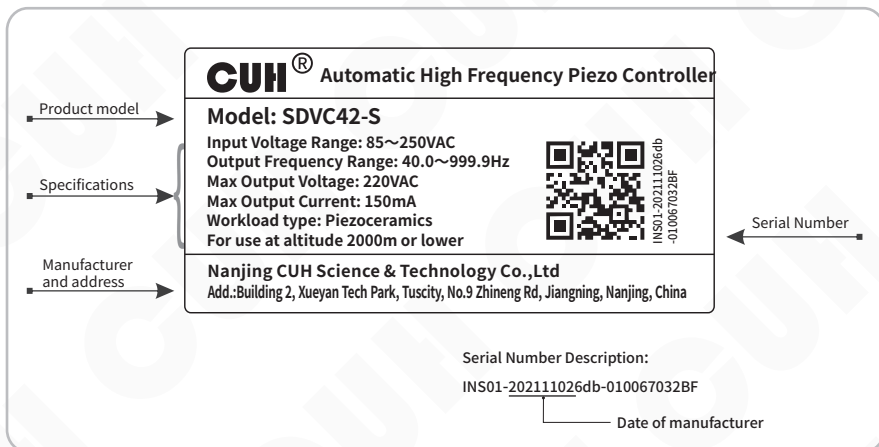 CUH® Automatic High Frequency Piezo Controller
Product model
Model: SDVC42-S
Specifications
Input Voltage Range: 85～250VAC
Output Frequency Range: 40.0～999.9Hz
Max Output Voltage: 220VAC
Max Output Current: 150mA
Workload type: Piezoceramics
For use at altitude 2000m or lower
INS01-202111026db
-010067032BF
Serial Number
Manufacturer
and address
Nanjing CUH Science & Technology Co.,Ltd
Add.:Building 2, Xueyan Tech Park, Tuscity, No.9 Zhineng Rd, Jiangning, Nanjing, China
Serial Number Description:
INS01-202111026db-010067032BF
Date of manufacturer